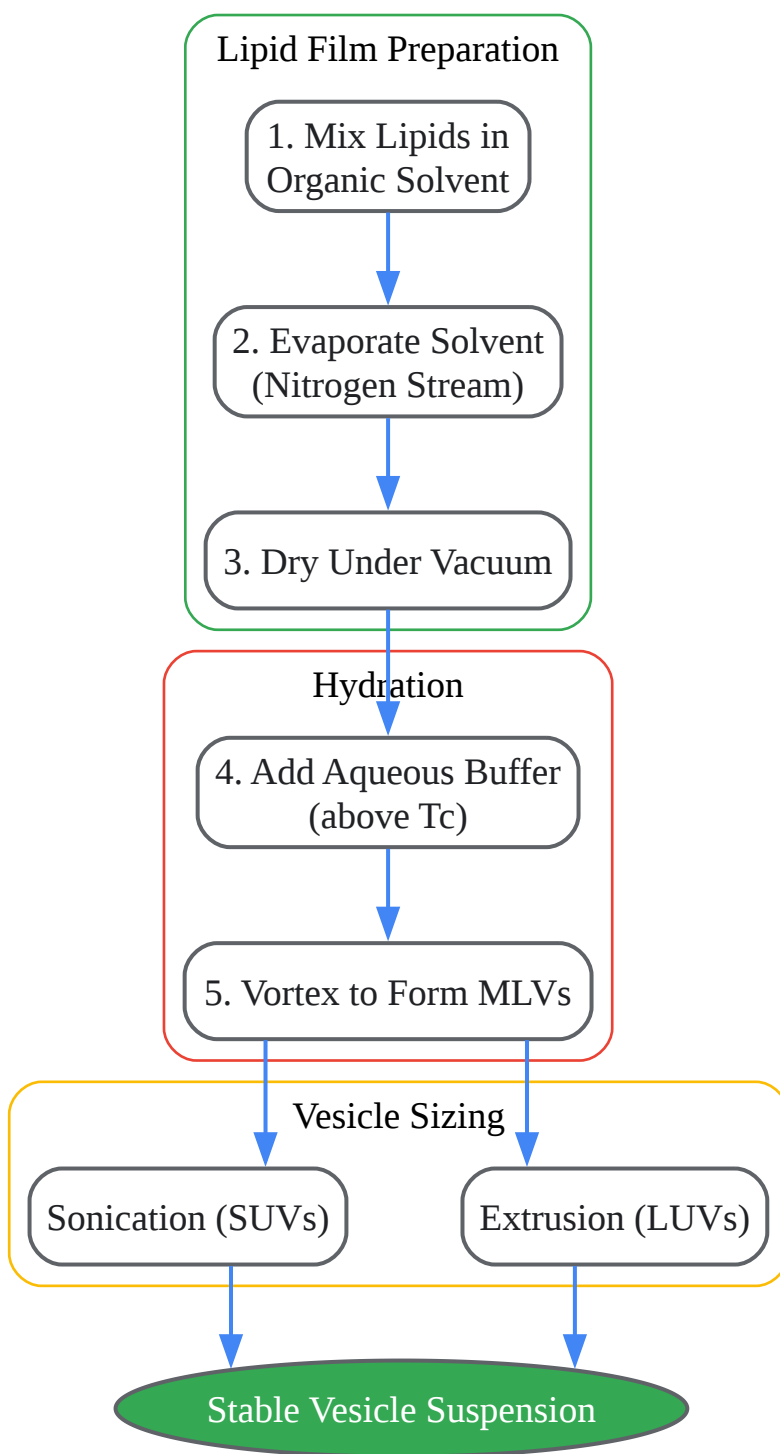 Lipid Film Preparation
1. Mix Lipids in
Organic Solvent
2. Evaporate Solvent
(Nitrogen Stream)
3. Dry Under Vacuum
Hydration
4. Add Aqueous Buffer
(above Tc)
5. Vortex to Form MLVs
Vesicle Sizing
Sonication (SUVs)
Extrusion (LUVs)
Stable Vesicle Suspension